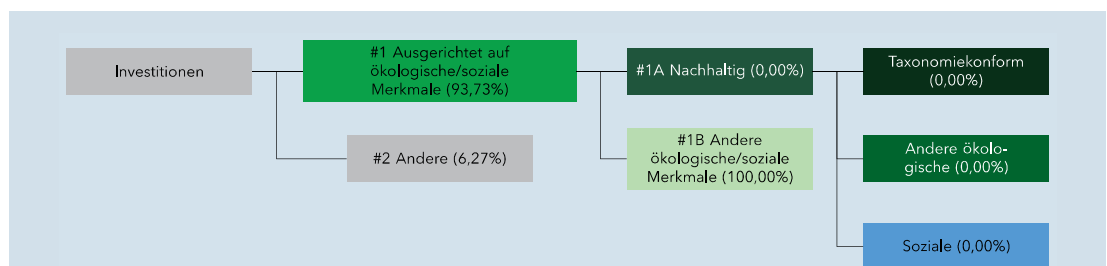 Investitionen
#1 Ausgerichtet auf
ökologische/soziale
Merkmale (93,73%)
#2 Andere (6,27%)
#1A Nachhaltig (0,00%)
#1B Andere
ökologische/soziale
Merkmale (100,00%)
Taxonomiekonform
(0,00%)
Andere ökolo-
gische (0,00%)
Soziale (0,00%)